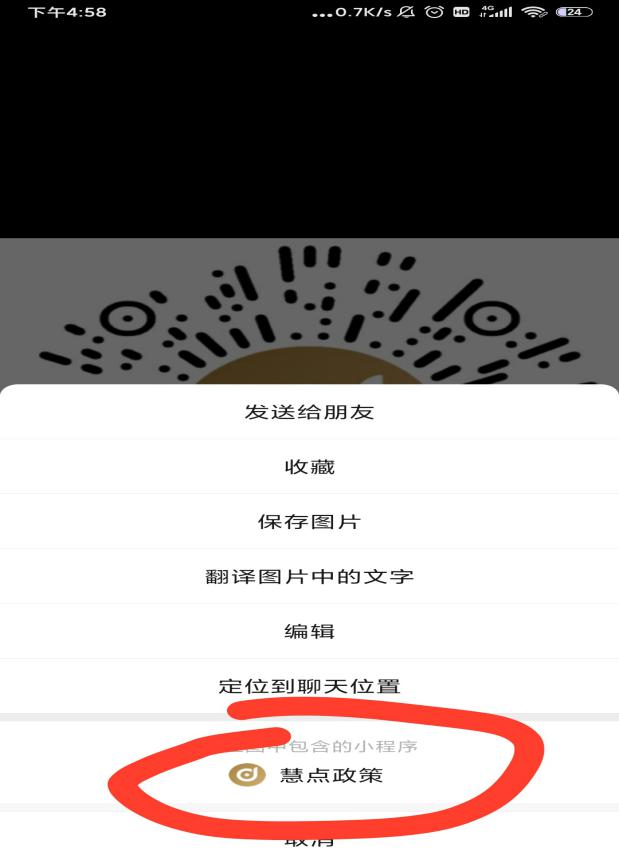 下午4:58 ...0.7K/s HD 4G 24
发送给朋友
收藏
保存图片
翻译图片中的文字
编辑
定位到聊天位置
图中包含的小程序
慧点政策
取消